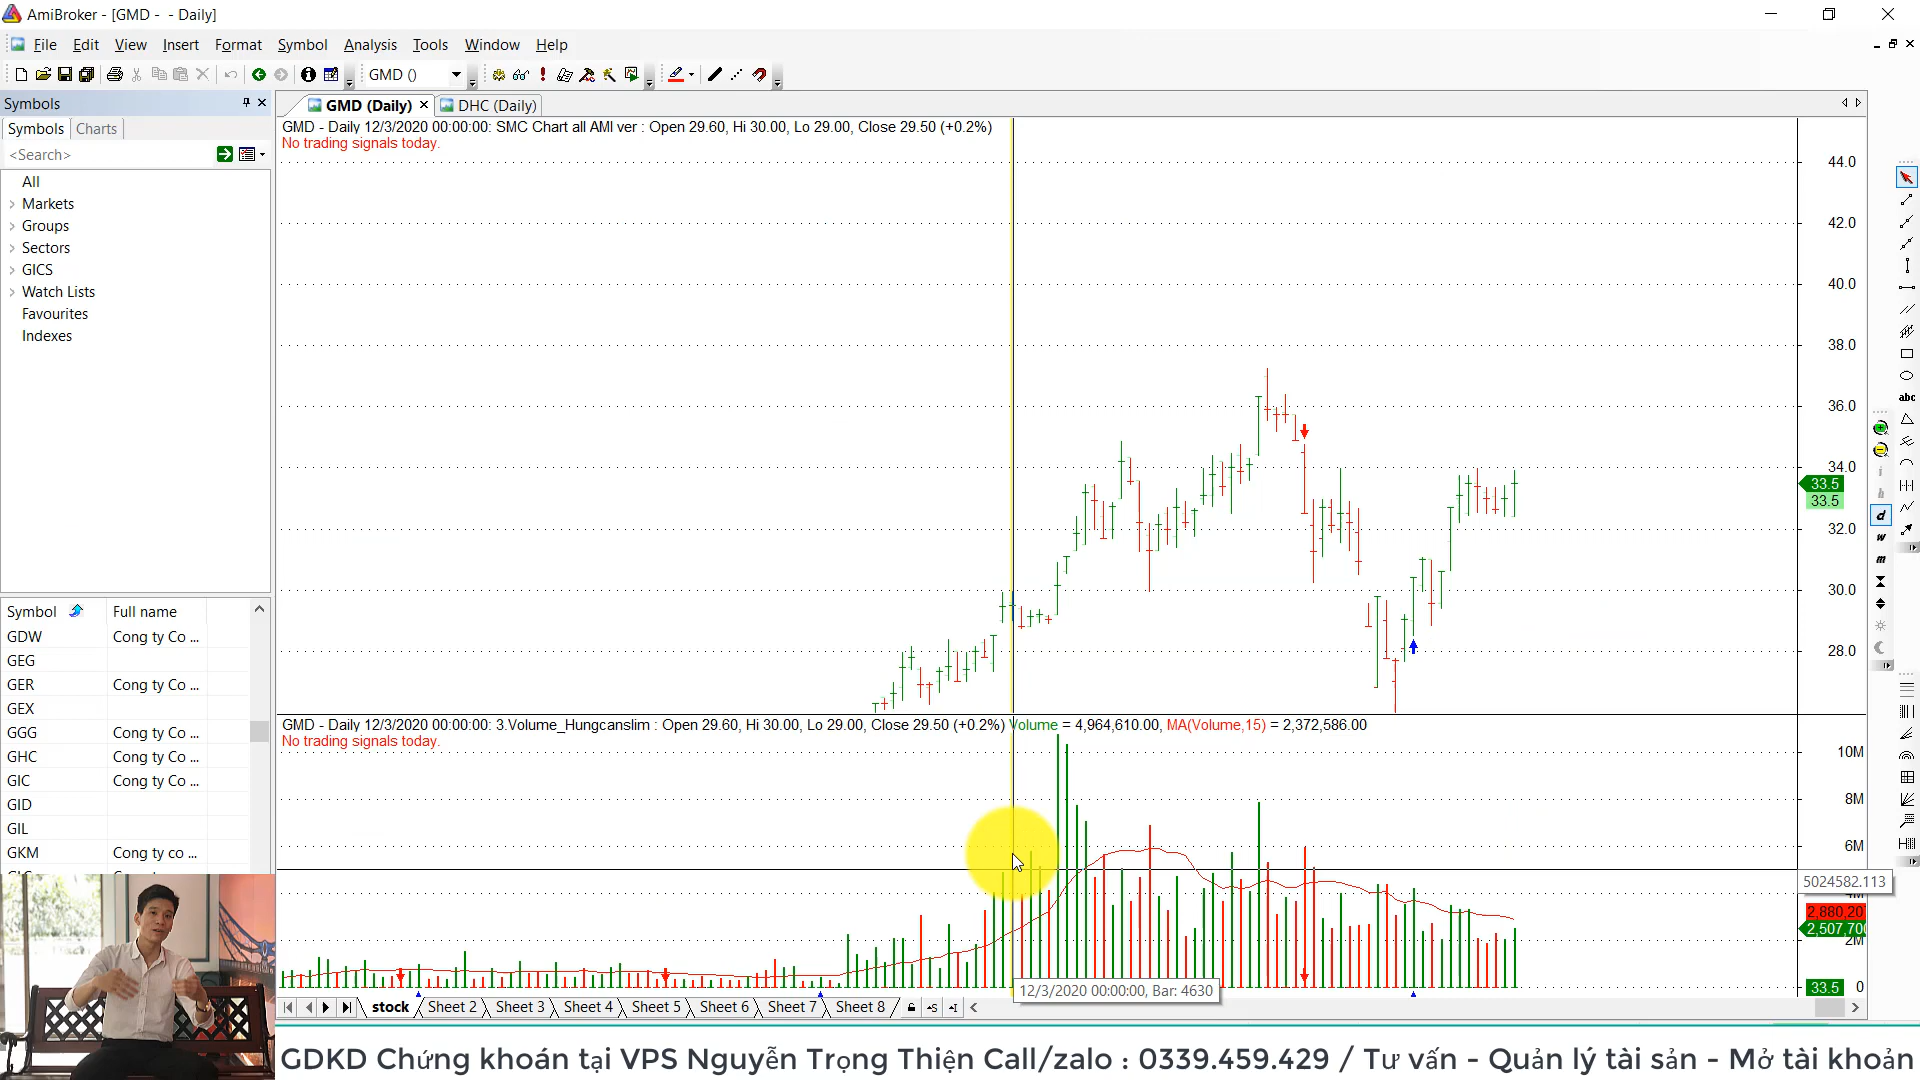 AmiBroker - [GMD - - Daily]
File Edit View Insert Format Symbol Analysis Tools Window Help
GMD ()
Symbols
GMD (Daily) DHC (Daily)
Symbols Charts
<Search>
All
Markets
Groups
Sectors
GICS
Watch Lists
Favourites
Indexes
Symbol Full name
GDW Cong ty Co ...
GEG
GER Cong ty Co ...
GEX
GGG Cong ty Co ...
GHC Cong ty Co ...
GIC Cong ty Co ...
GID
GIL
GKM Cong ty co ...
GMD - Daily 12/3/2020 00:00:00: SMC Chart all AMI ver : Open 29.60, Hi 30.00, Lo 29.00, Close 29.50 (+0.2%)
No trading signals today.
44.0
42.0
40.0
38.0
36.0
34.0
33.5
33.5
32.0
30.0
28.0
GMD - Daily 12/3/2020 00:00:00: 3.Volume_Hungcanslim : Open 29.60, Hi 30.00, Lo 29.00, Close 29.50 (+0.2%) Volume = 4,964,610.00, MA(Volume,15) = 2,372,586.00
No trading signals today.
10M
8M
6M
5024582.113
4M
2,880,20
2,507,700
2M
33.5 0
12/3/2020 00:00:00, Bar: 4630
stock Sheet 2 Sheet 3 Sheet 4 Sheet 5 Sheet 6 Sheet 7 Sheet 8
abc
d
w
m
GDKD Chứng khoán tại VPS Nguyễn Trọng Thiện Call/zalo : 0339.459.429 / Tư vấn - Quản lý tài sản - Mở tài khoản